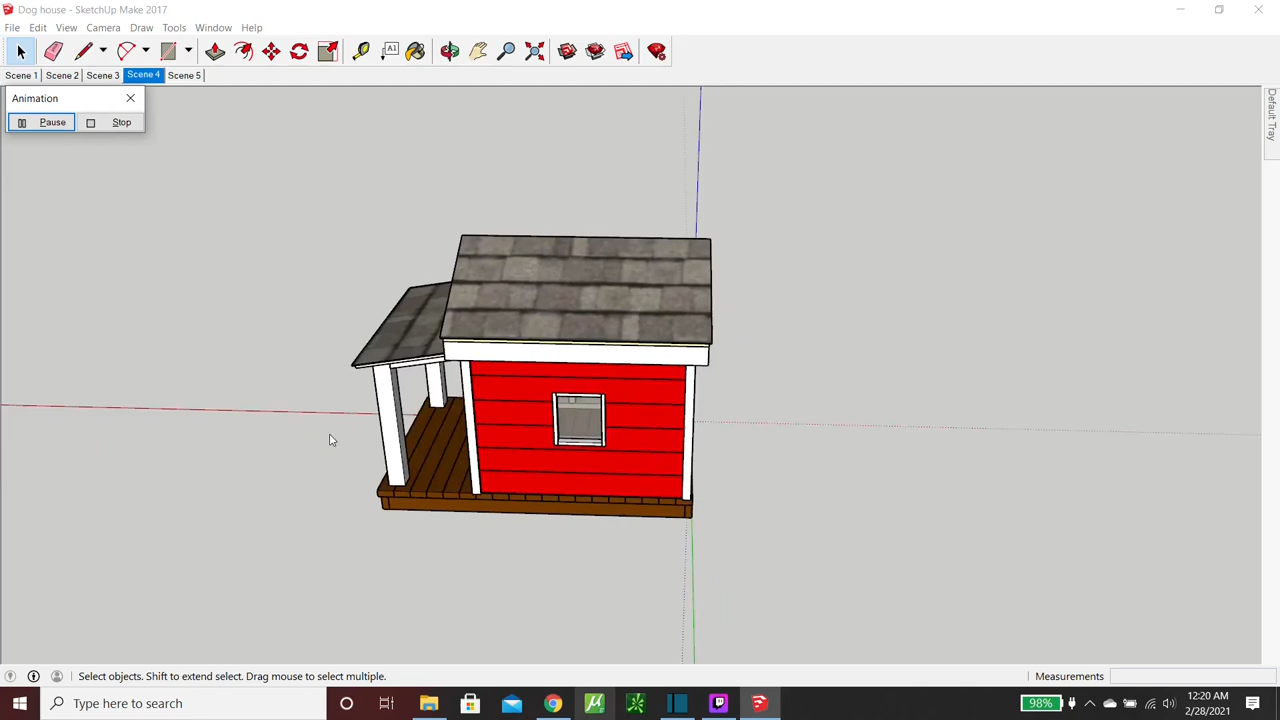 Dog house - SketchUp Make 2017
File Edit View Camera Draw Tools Window Help
A1
Scene 1 Scene 2 Scene 3 Scene 4 Scene 5
Animation
Pause Stop
Default Tray
Select objects. Shift to extend select. Drag mouse to select multiple.
Measurements
Type here to search
98%
12:20 AM
2/28/2021